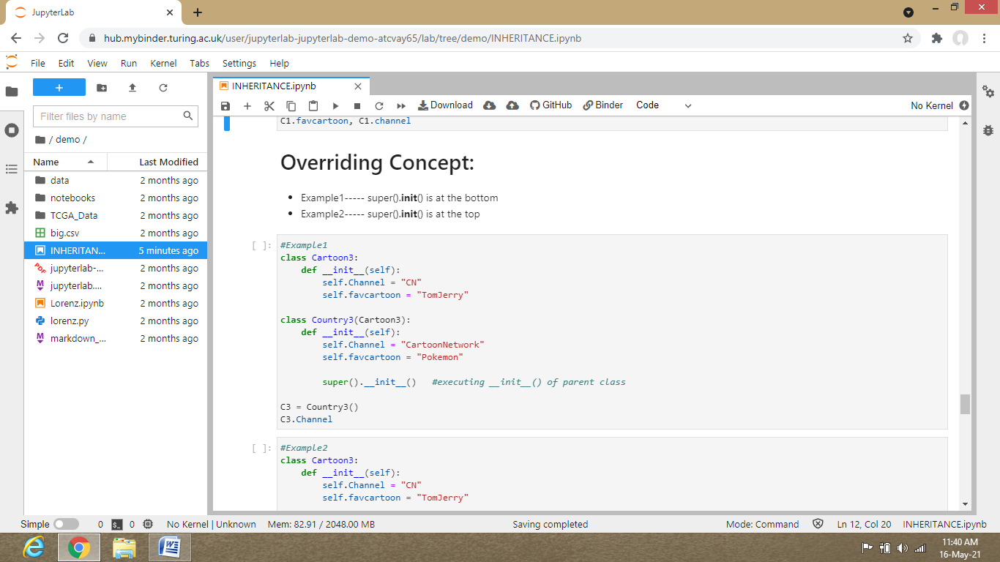 JupyterLab
hub.mybinder.turing.ac.uk/user/jupyterlab-jupyterlab-demo-atcvay65/lab/tree/demo/INHERITANCE.ipynb
File Edit View Run Kernel Tabs Settings Help
INHERITANCE.ipynb
Download GitHub Binder Code No Kernel
Filter files by name
/ demo /
Name Last Modified
data 2 months ago
notebooks 2 months ago
TCGA_Data 2 months ago
big.csv 2 months ago
INHERITAN... 5 minutes ago
jupyterlab-... 2 months ago
jupyterlab.... 2 months ago
Lorenz.ipynb 2 months ago
lorenz.py 2 months ago
markdown_... 2 months ago
C1.favcartoon, C1.channel
Overriding Concept:
• Example1----- super().init() is at the bottom
• Example2----- super().init() is at the top
[ ]:
#Example1
class Cartoon3:
    def __init__(self):
        self.Channel = "CN"
        self.favcartoon = "TomJerry"
class Country3(Cartoon3):
    def __init__(self):
        self.Channel = "CartoonNetwork"
        self.favcartoon = "Pokemon"
        super().__init__()   #executing __init__() of parent class
C3 = Country3()
C3.Channel
[ ]:
#Example2
class Cartoon3:
    def __init__(self):
        self.Channel = "CN"
        self.favcartoon = "TomJerry"
Simple 0 $_ 0 No Kernel | Unknown Mem: 82.91 / 2048.00 MB Saving completed Mode: Command Ln 12, Col 20 INHERITANCE.ipynb
11:40 AM
16-May-21